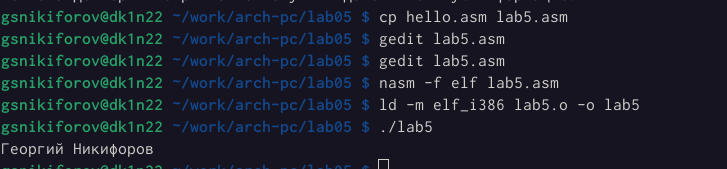 gsnikiforov@dk1n22 ~/work/arch-pc/lab05 $ cp hello.asm lab5.asm
gsnikiforov@dk1n22 ~/work/arch-pc/lab05 $ gedit lab5.asm
gsnikiforov@dk1n22 ~/work/arch-pc/lab05 $ gedit lab5.asm
gsnikiforov@dk1n22 ~/work/arch-pc/lab05 $ nasm -f elf lab5.asm
gsnikiforov@dk1n22 ~/work/arch-pc/lab05 $ ld -m elf_i386 lab5.o -o lab5
gsnikiforov@dk1n22 ~/work/arch-pc/lab05 $ ./lab5
Георгий Никифоров
gsnikiforov@dk1n22 ~/work/arch-pc/lab05 $